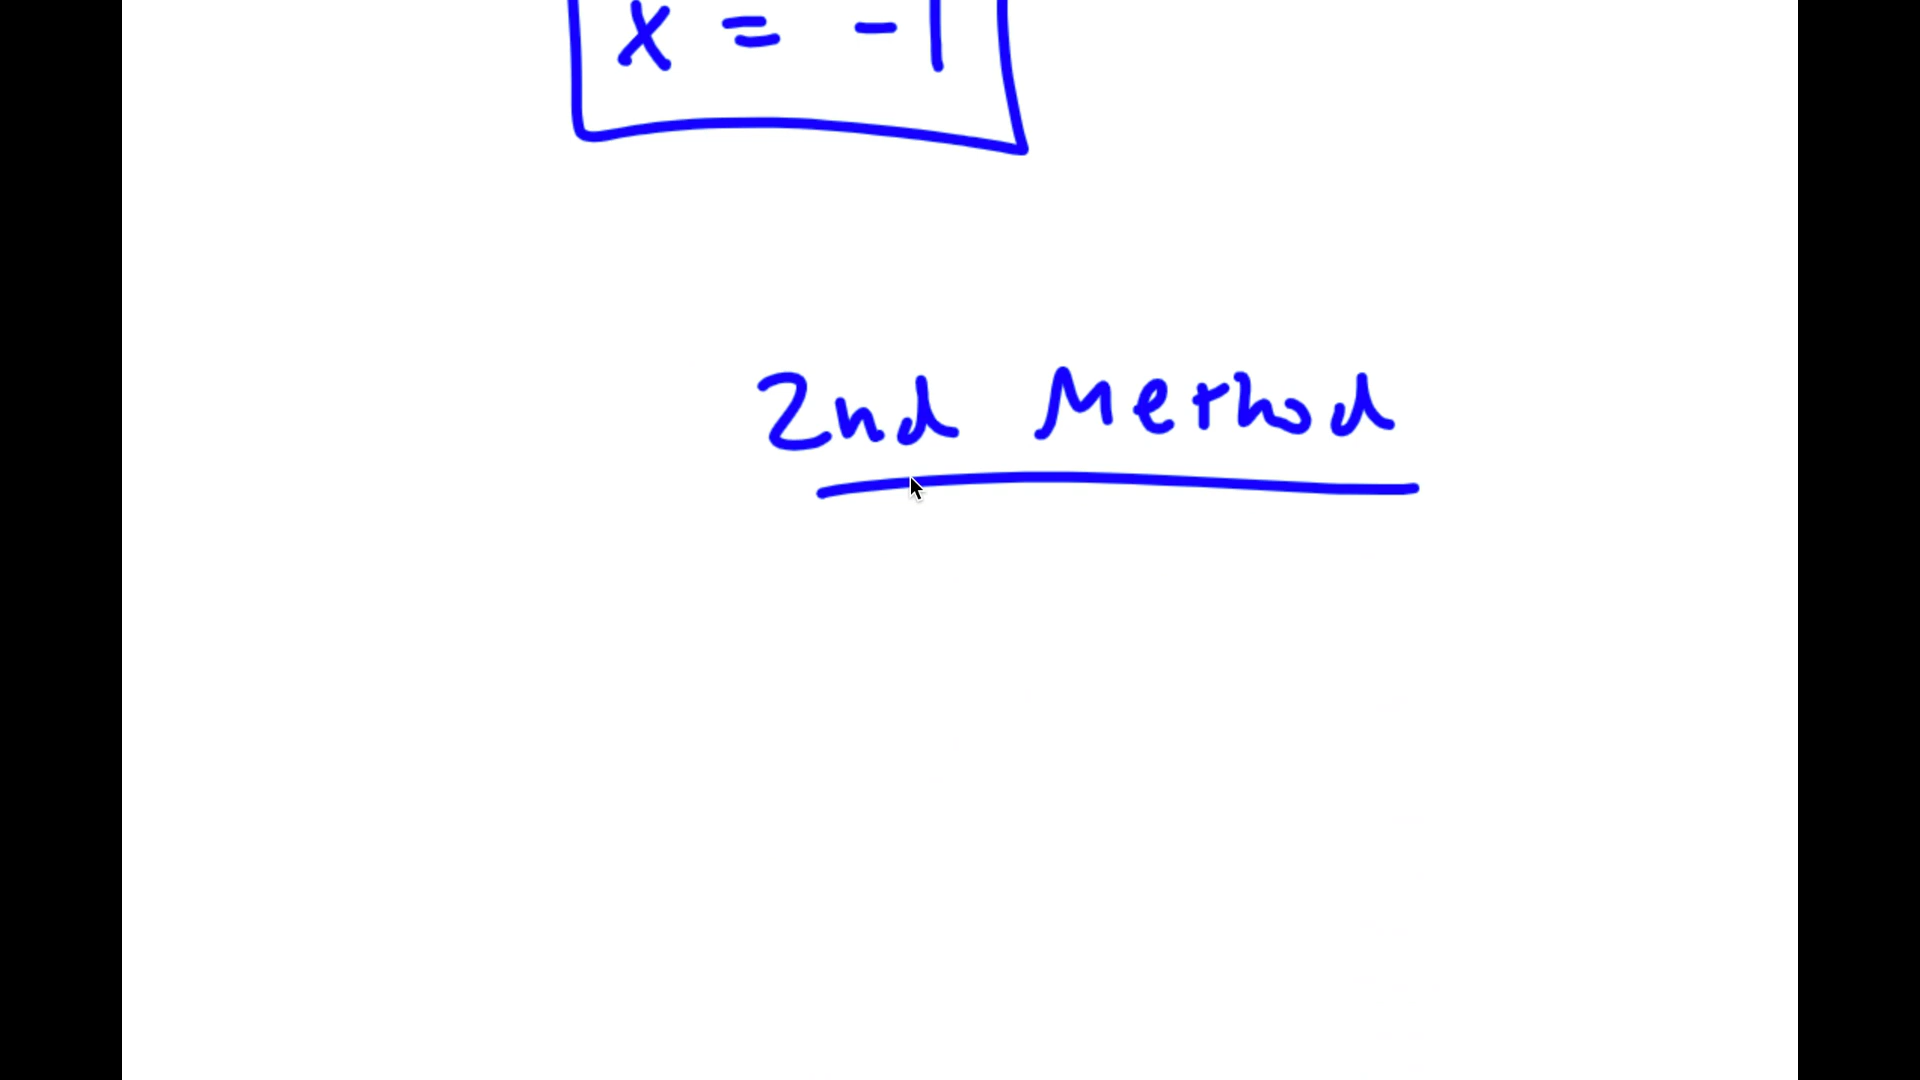 x = -1
2nd Method